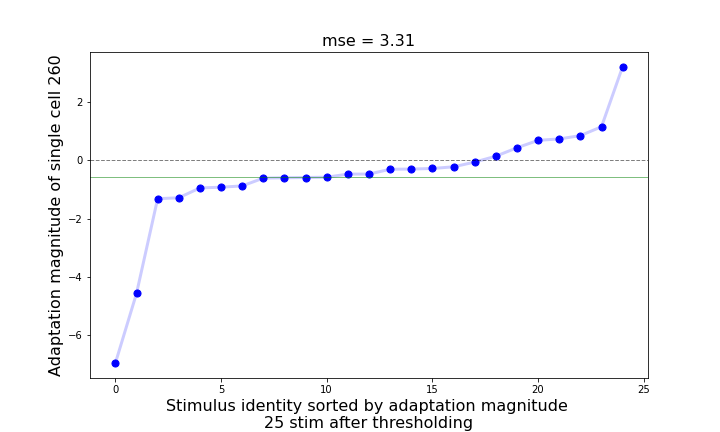 mse = 3.31
Adaptation magnitude of single cell 260
2
0
−2
−4
−6
0 5 10 15 20 25
Stimulus identity sorted by adaptation magnitude
25 stim after thresholding